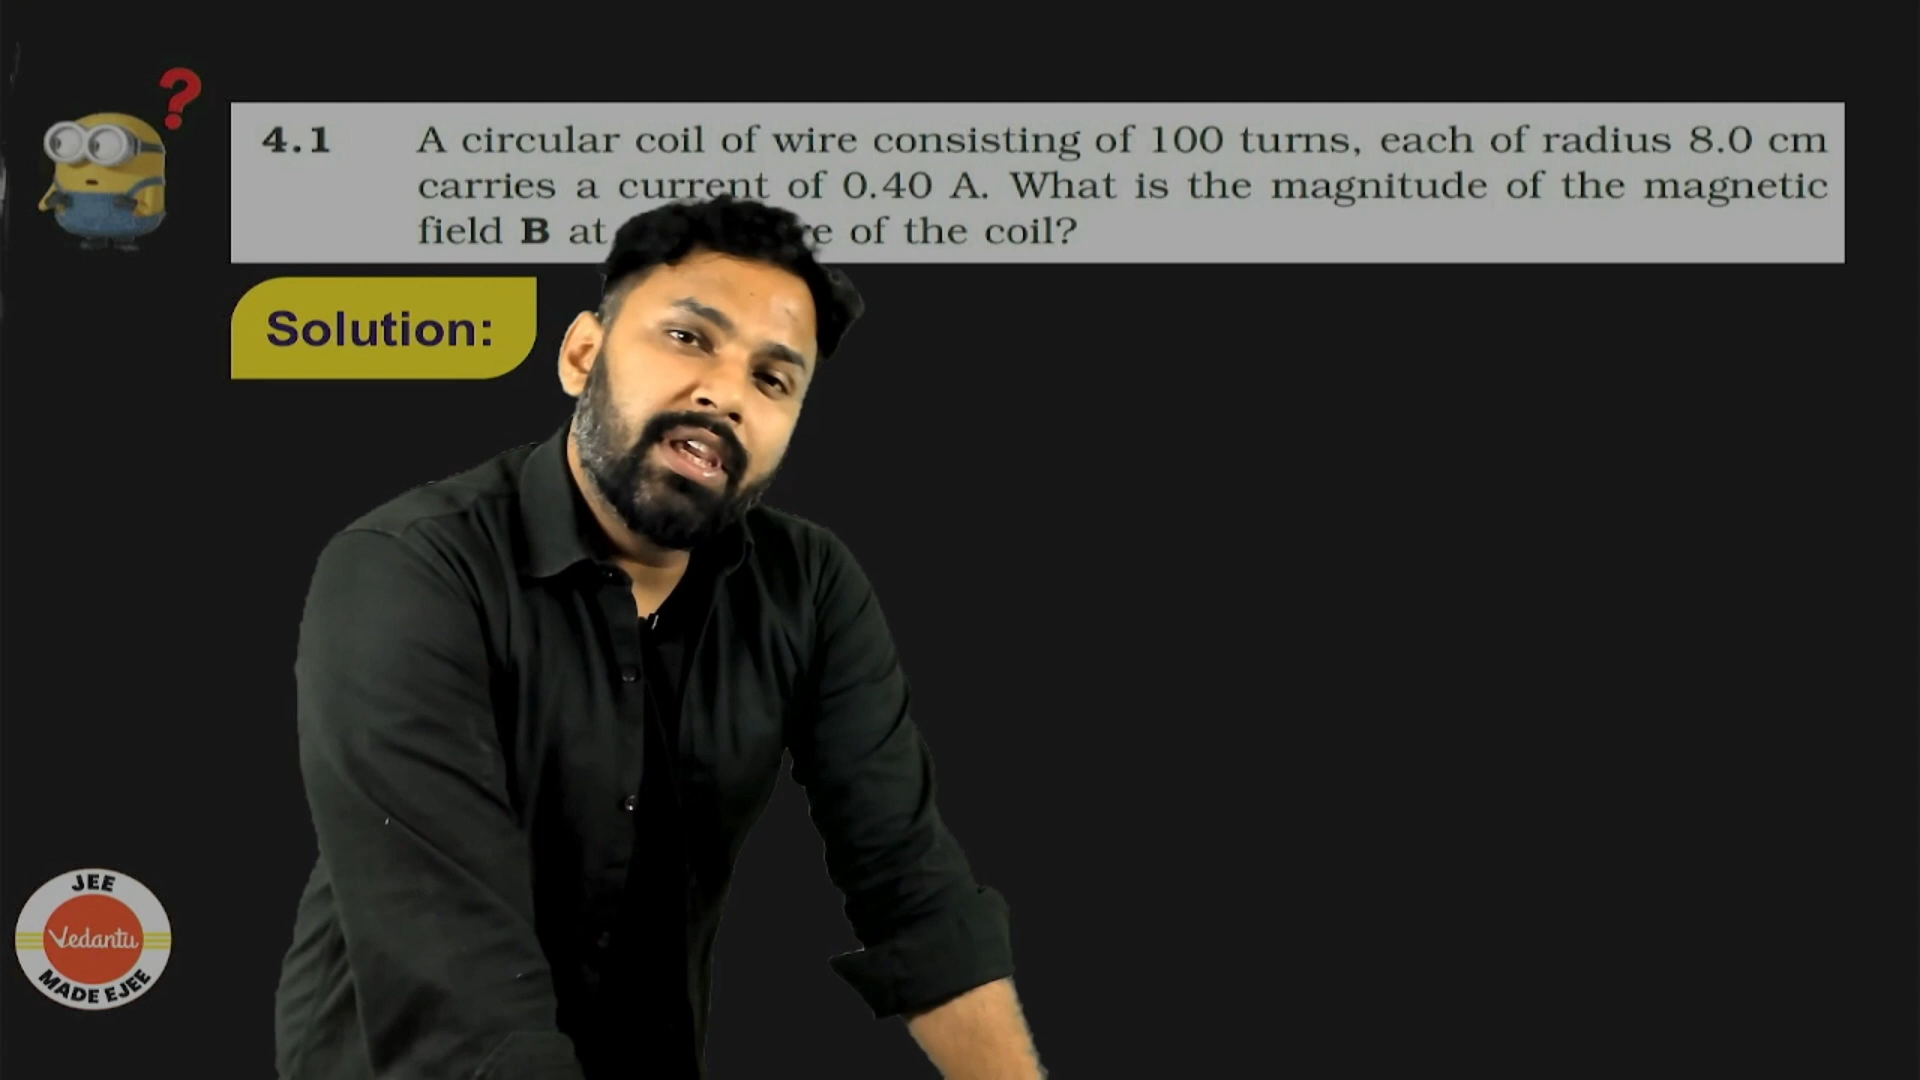 ?
4.1 A circular coil of wire consisting of 100 turns, each of radius 8.0 cm
carries a current of 0.40 A. What is the magnitude of the magnetic
field B at of the coil?
Solution:
JEE
Vedantu
MADE EJEE